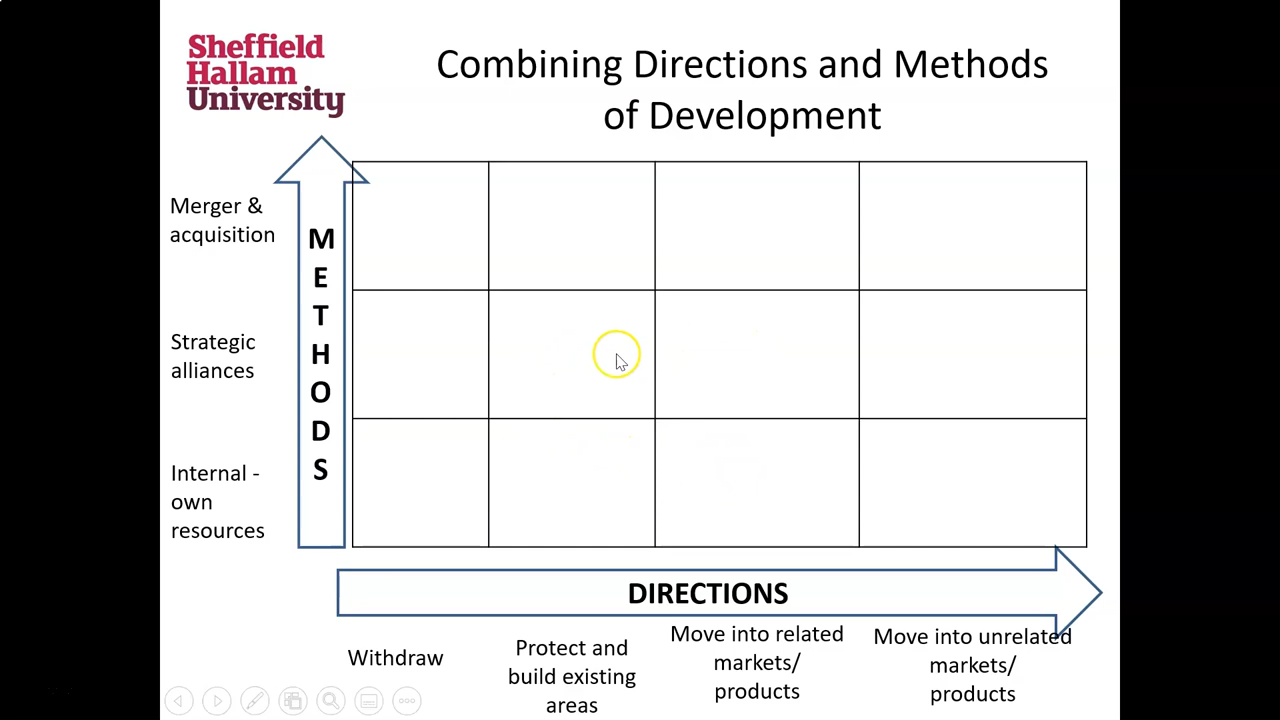 Sheffield
Hallam
University
Combining Directions and Methods
of Development
Merger &
acquisition
Strategic
alliances
Internal -
own
resources
M
E
T
H
O
D
S
DIRECTIONS
Withdraw
Protect and
build existing
areas
Move into related
markets/
products
Move into unrelated
markets/
products